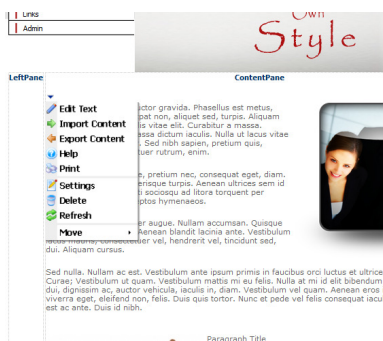 Links
Admin
Own
Style
LeftPane
ContentPane
Edit Text
Import Content
Export Content
Help
Print
Settings
Delete
Refresh
Move
uctor gravida. Phasellus est metus,
pat non, aliquet sed, turpis. Aliquam
is vitae elit. Curabitur a massa.
assa dictum iaculis. Nulla ut lacus vitae
. Sed nibh sapien, pretium quis,
tuer rutrum, enim.
e, pretium nec, consequat eget, diam.
erisque turpis. Aenean ultrices sem id
ti sociosqu ad litora torquent per
ptos hymenaeos.
er augue. Nullam accumsan. Quisque
Aenean blandit lacinia ante. Vestibulum
lacus mauris, consectetuer vel, hendrerit vel, tincidunt sed,
dui. Aliquam cursus.
Sed nulla. Nullam ac est. Vestibulum ante ipsum primis in faucibus orci luctus et ultrice
Curae; Vestibulum ut quam. Vestibulum mattis mi eu felis. Nulla at mi id elit bibendum
dui, dignissim ac, auctor vehicula, iaculis in, diam. Vestibulum vel quam. Aenean eros
viverra eget, eleifend non, felis. Duis quis tortor. Nunc et pede vel felis consequat iacu
est ac ante. Duis id nibh.
Paragraph Title